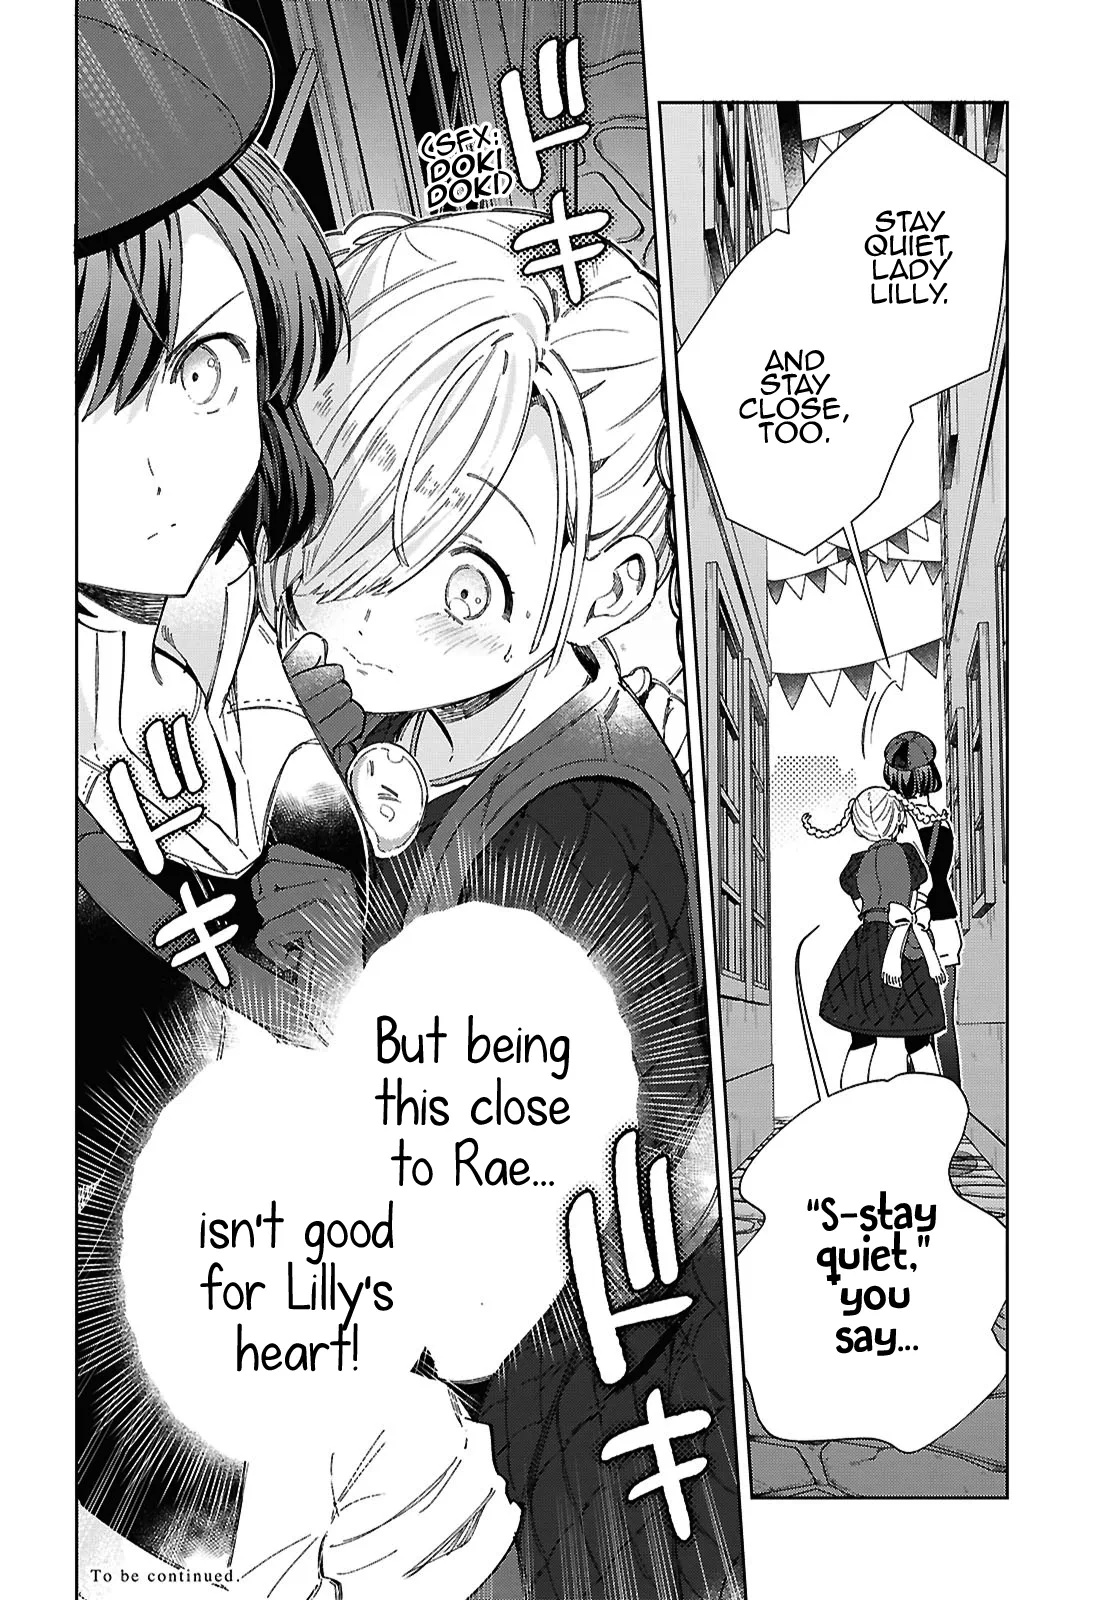 STAY
QUIET,
LADY
LILLY.
AND
STAY
CLOSE,
TOO.
"S-stay
quiet,"
you
say...
ドキ
(SFX:
DOKI
DOKI)
ドキ
ドキ
But being
this close
to Rae...
isn't good
for Lilly's
heart!
To be continued.